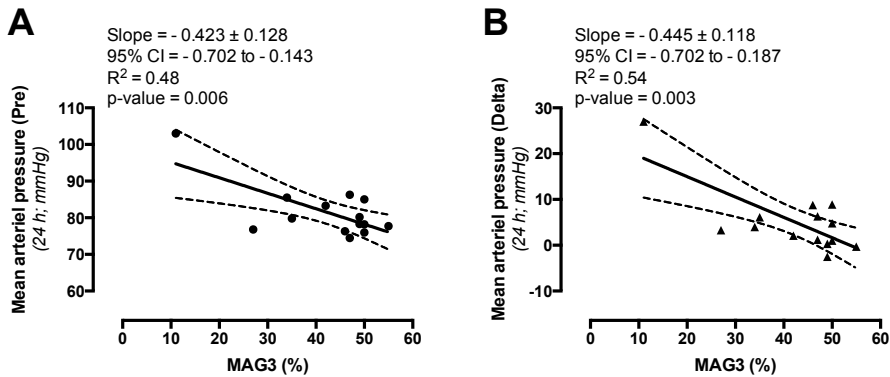 A
Slope = - 0.423 ± 0.128
95% CI = - 0.702 to - 0.143
R² = 0.48
p-value = 0.006
Mean arteriel pressure (Pre)
(24 h; mmHg)
110
100
90
80
70
60
0 10 20 30 40 50 60
MAG3 (%)
B
Slope = - 0.445 ± 0.118
95% CI = - 0.702 to - 0.187
R² = 0.54
p-value = 0.003
Mean arteriel pressure (Delta)
(24 h; mmHg)
30
20
10
0
-10
0 10 20 30 40 50 60
MAG3 (%)